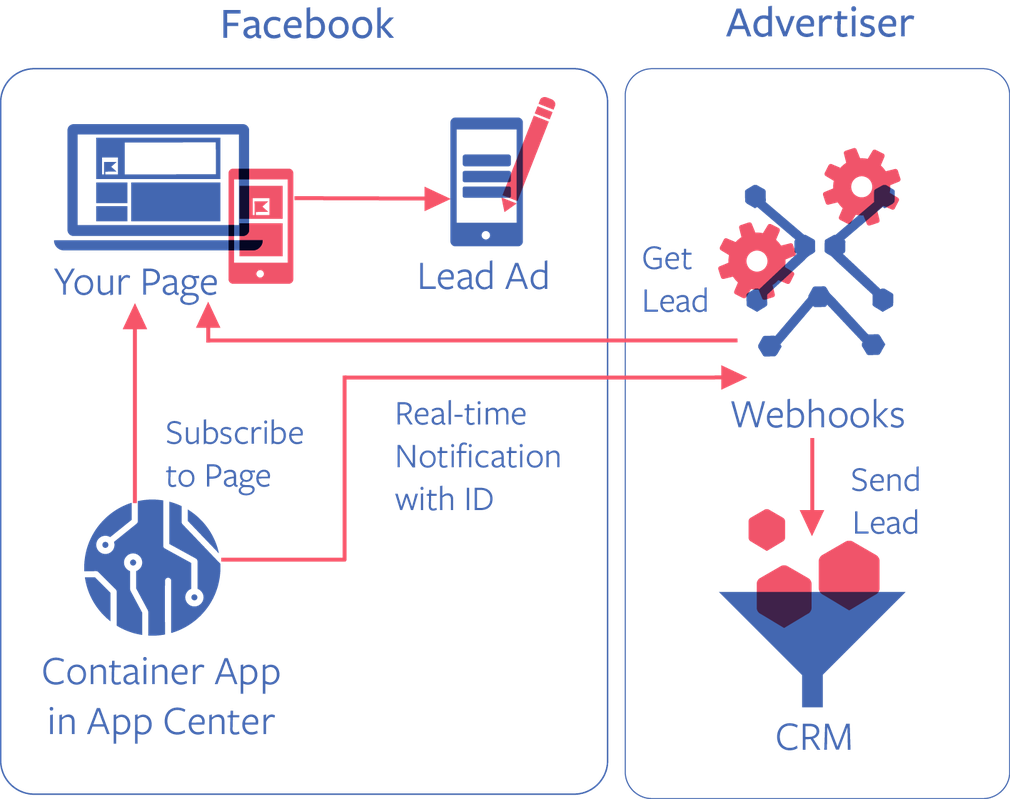 Facebook
Advertiser
Your Page
Lead Ad
Get
Lead
Webhooks
Subscribe
to Page
Real-time
Notification
with ID
Send
Lead
Container App
in App Center
CRM